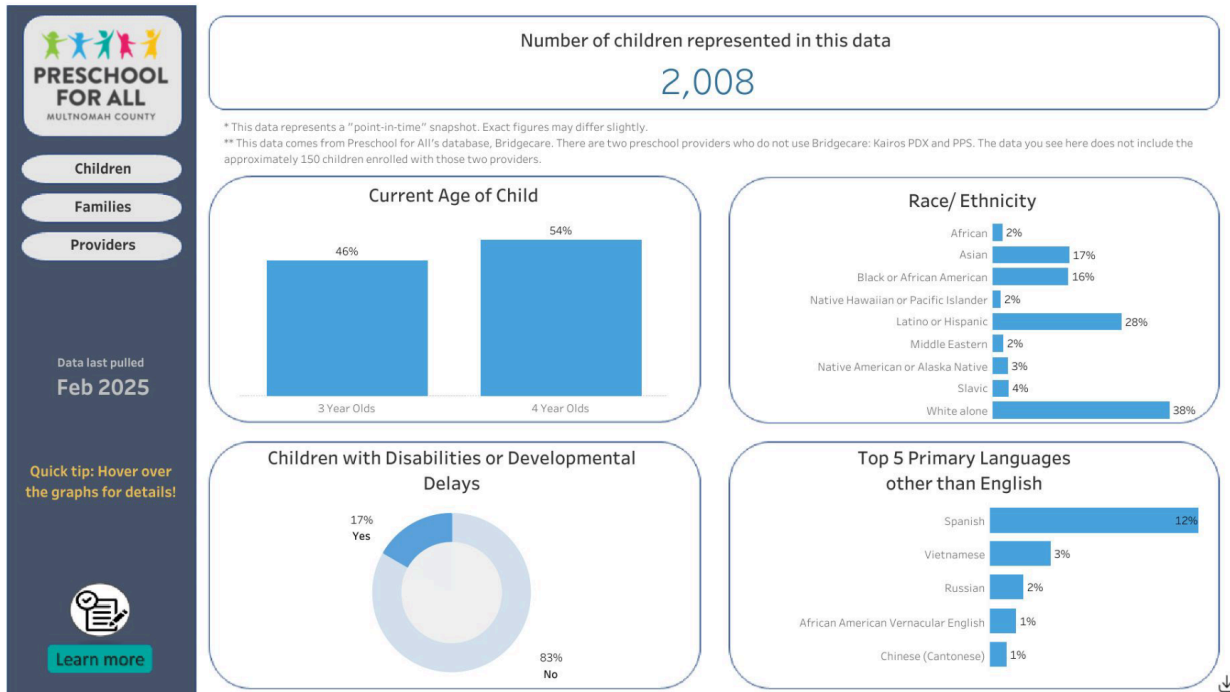 PRESCHOOL
FOR ALL
MULTNOMAH COUNTY
Children
Families
Providers
Data last pulled
Feb 2025
Quick tip: Hover over
the graphs for details!
Learn more
Number of children represented in this data
2,008
* This data represents a "point-in-time" snapshot. Exact figures may differ slightly.
** This data comes from Preschool for All's database, Bridgecare. There are two preschool providers who do not use Bridgecare: Kairos PDX and PPS. The data you see here does not include the
approximately 150 children enrolled with those two providers.
Current Age of Child
46%
54%
3 Year Olds
4 Year Olds
Race/ Ethnicity
African 2%
Asian 17%
Black or African American 16%
Native Hawaiian or Pacific Islander 2%
Latino or Hispanic 28%
Middle Eastern 2%
Native American or Alaska Native 3%
Slavic 4%
White alone 38%
Children with Disabilities or Developmental
Delays
17%
Yes
83%
No
Top 5 Primary Languages
other than English
Spanish 12%
Vietnamese 3%
Russian 2%
African American Vernacular English 1%
Chinese (Cantonese) 1%